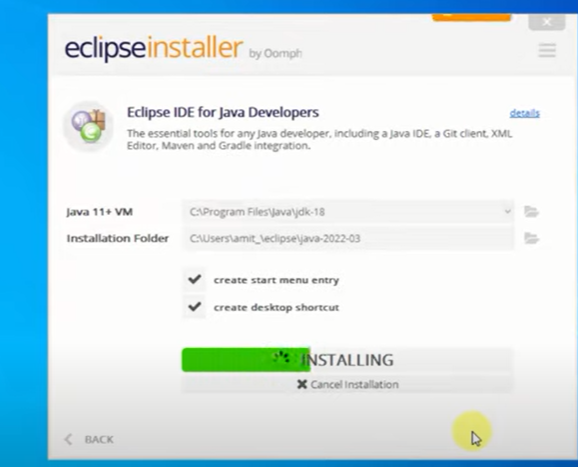 eclipseinstaller by Oomph
Eclipse IDE for Java Developers
details
The essential tools for any Java developer, including a Java IDE, a Git client, XML
Editor, Maven and Gradle integration.
Java 11+ VM
C:\Program Files\Java\jdk-18
Installation Folder
C:\Users\amit_\eclipse\java-2022-03
create start menu entry
create desktop shortcut
INSTALLING
Cancel Installation
BACK